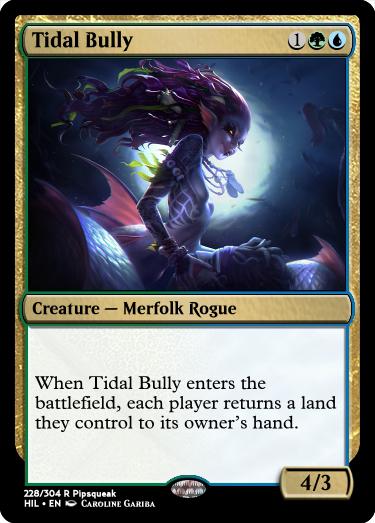 Tidal Bully 1
Creature — Merfolk Rogue
When Tidal Bully enters the
battlefield, each player returns a land
they control to its owner's hand.
4/3
228/304 R Pipsqueak
HIL • EN Caroline Gariba